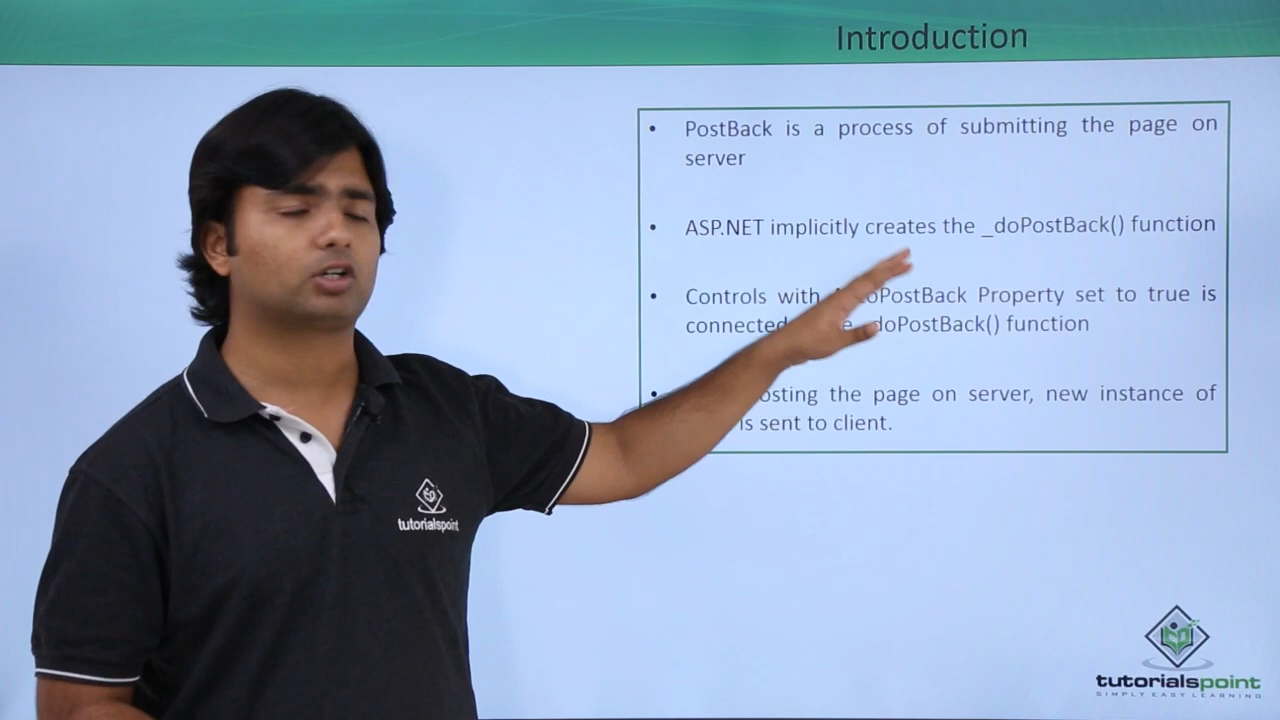 Introduction
• PostBack is a process of submitting the page on
server
• ASP.NET implicitly creates the _doPostBack() function
• Controls with PostBack Property set to true is
connected doPostBack() function
• the page on server, new instance of
is sent to client.
tutorialspoint
tutorialspoint
SIMPLY EASY LEARNING